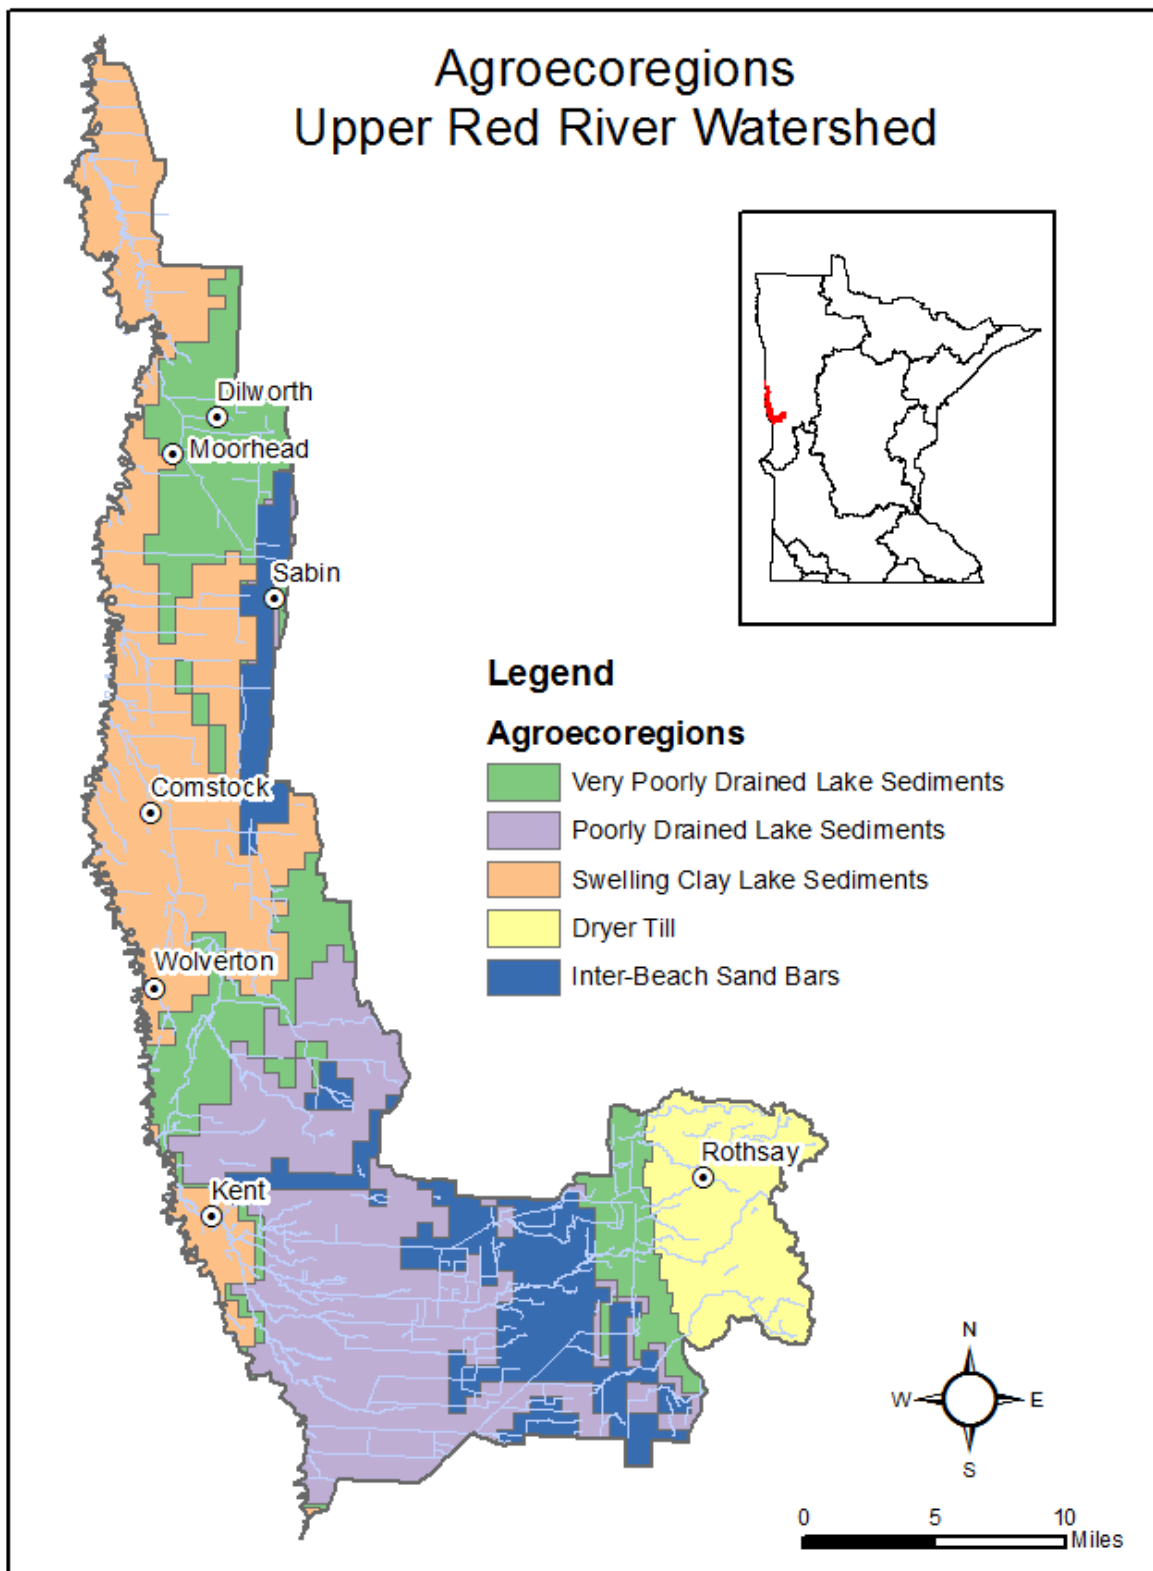 Agroecoregions
Upper Red River Watershed
Dilworth
Moorhead
Sabin
Comstock
Wolverton
Kent
Rothsay
Legend
Agroecoregions
Very Poorly Drained Lake Sediments
Poorly Drained Lake Sediments
Swelling Clay Lake Sediments
Dryer Till
Inter-Beach Sand Bars
N
W E
S
0 5 10
Miles